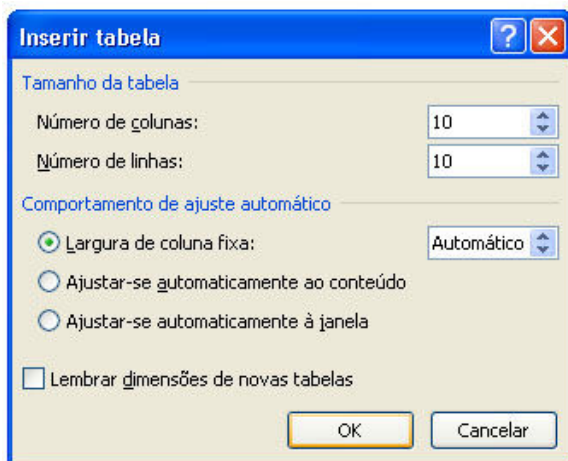 Inserir tabela
Tamanho da tabela
Número de colunas: 10
Número de linhas: 10
Comportamento de ajuste automático
Largura de coluna fixa: Automático
Ajustar-se automaticamente ao conteúdo
Ajustar-se automaticamente à janela
Lembrar dimensões de novas tabelas
OK Cancelar